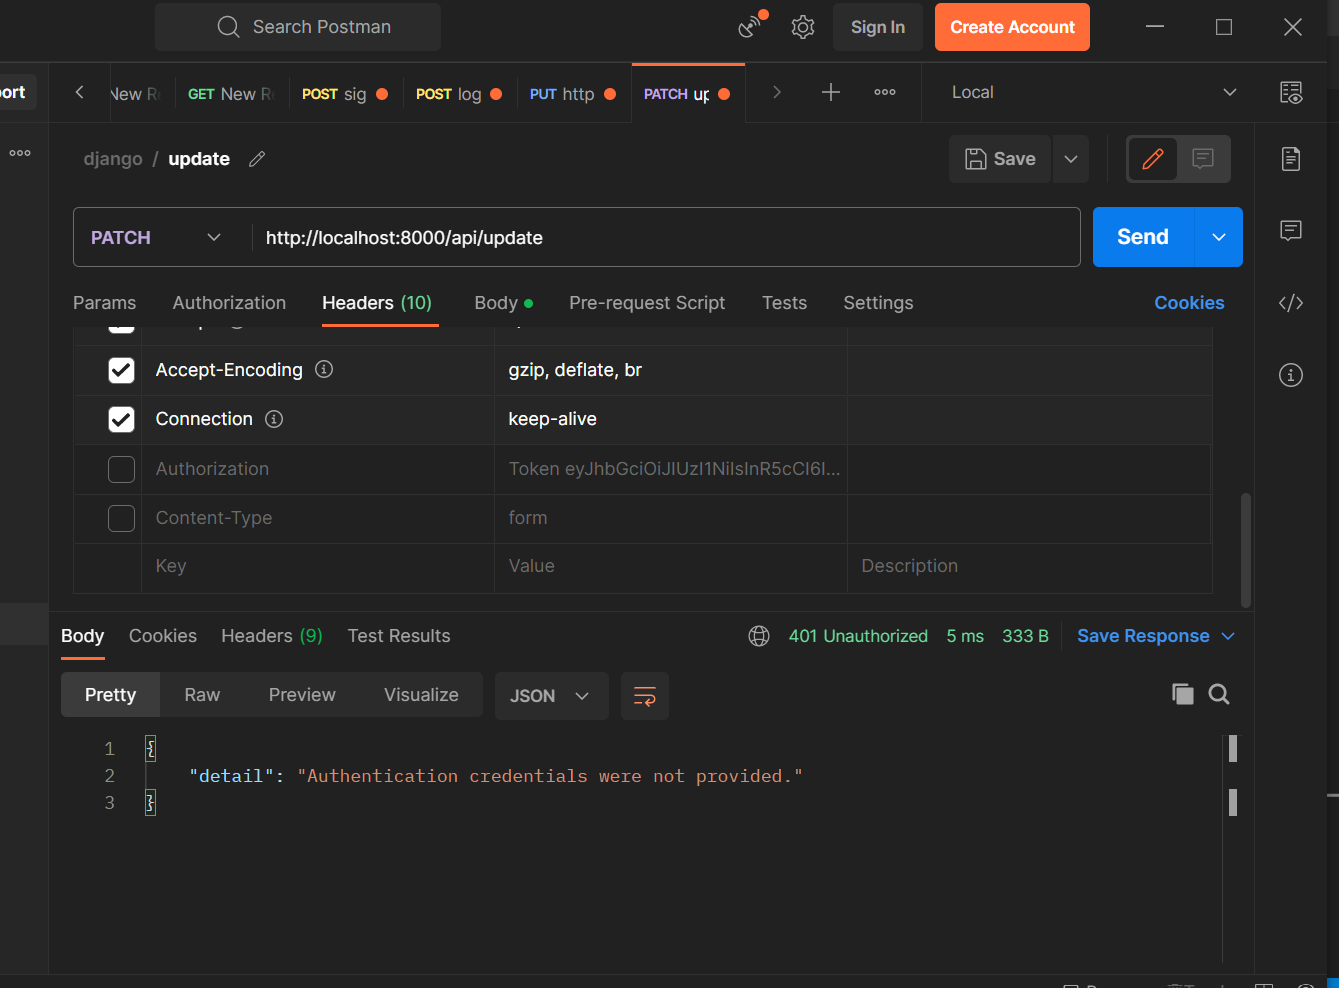 Search Postman
Sign In
Create Account
ort
New Re
GET New Re
POST sig
POST log
PUT http
PATCH up
Local
django / update
Save
PATCH
http://localhost:8000/api/update
Send
Params
Authorization
Headers (10)
Body
Pre-request Script
Tests
Settings
Cookies
Accept-Encoding
gzip, deflate, br
Connection
keep-alive
Authorization
Token eyJhbGciOiJIUzI1NiIsInR5cCI6I...
Content-Type
form
Key
Value
Description
Body
Cookies
Headers (9)
Test Results
401 Unauthorized
5 ms
333 B
Save Response
Pretty
Raw
Preview
Visualize
JSON
1 {
2 "detail": "Authentication credentials were not provided."
3 }